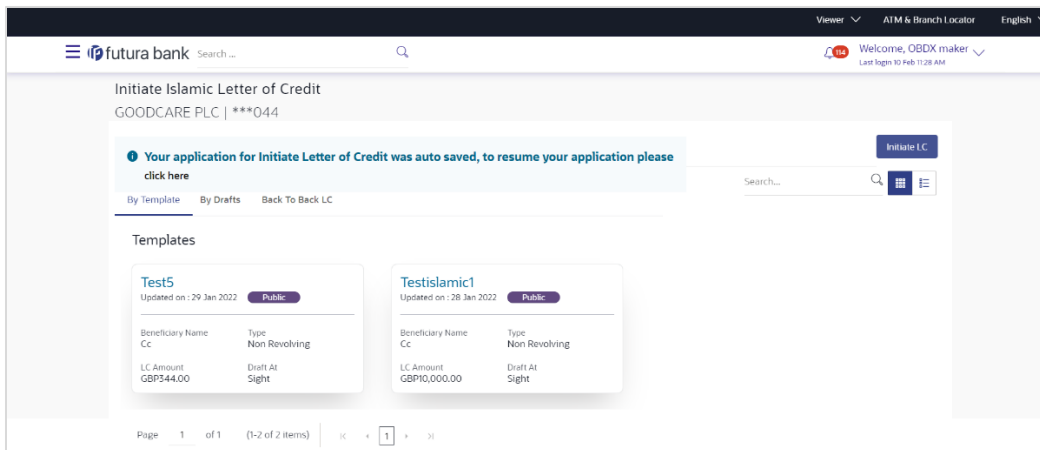 Viewer ATM & Branch Locator English
futura bank Search ... 114 Welcome, OBDX maker
Last login 10 Feb 11:28 AM
Initiate Islamic Letter of Credit
GOODCARE PLC | ***044
Initiate LC
Your application for Initiate Letter of Credit was auto saved, to resume your application please
click here
Search...
By Template By Drafts Back To Back LC
Templates
Test5 Testislamic1
Updated on : 29 Jan 2022 Public Updated on : 28 Jan 2022 Public
Beneficiary Name Type Beneficiary Name Type
Cc Non Revolving Cc Non Revolving
LC Amount Draft At LC Amount Draft At
GBP344.00 Sight GBP10,000.00 Sight
Page 1 of 1 (1-2 of 2 items) 1